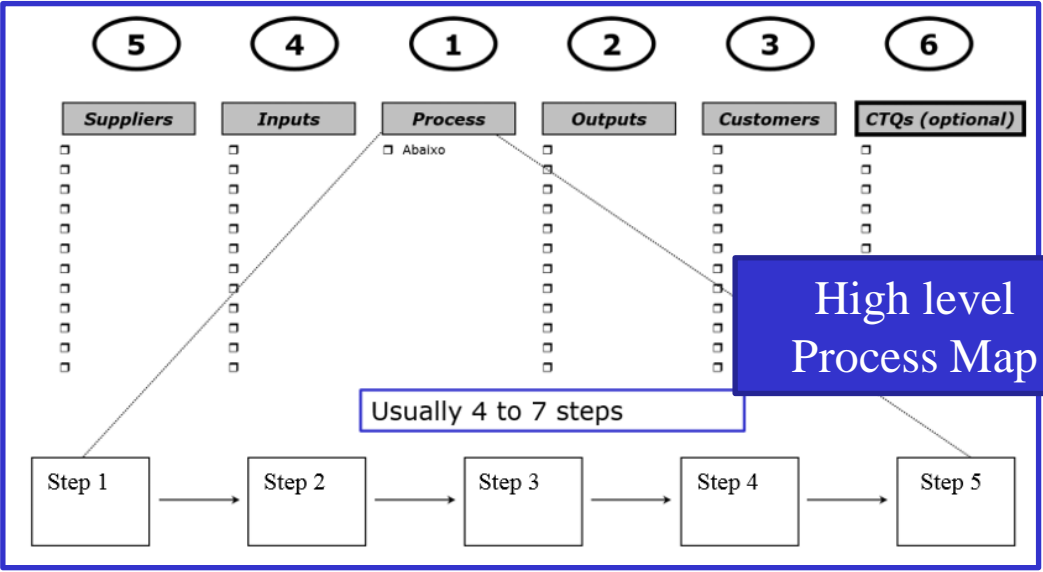 5 4 1 2 3 6
Suppliers Inputs Process Outputs Customers CTQs (optional)
Abaixo
High level
Process Map
Usually 4 to 7 steps
Step 1 Step 2 Step 3 Step 4 Step 5